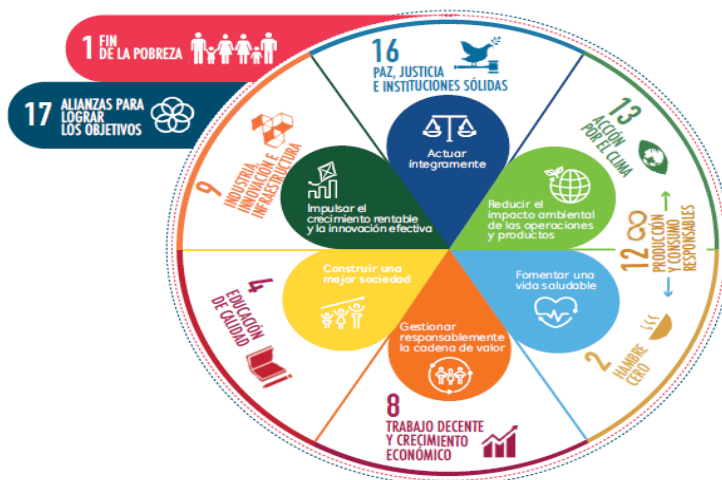 1 FIN
DE LA POBREZA
17 ALIANZAS PARA
LOGRAR
LOS OBJETIVOS
16
PAZ, JUSTICIA
E INSTITUCIONES SÓLIDAS
13
ACCIÓN
POR EL CLIMA
12
PRODUCCIÓN
Y CONSUMO
RESPONSABLES
2
HAMBRE
CERO
8
TRABAJO DECENTE
Y CRECIMIENTO
ECONÓMICO
4
EDUCACIÓN
DE CALIDAD
9
INDUSTRIA,
INNOVACIÓN E
INFRAESTRUCTURA
Actuar
íntegramente
Reducir el
impacto ambiental
de las operaciones
y productos
Fomentar una
vida saludable
Gestionar
responsablemente
la cadena de valor
Construir una
mejor sociedad
Impulsar el
crecimiento rentable
y la innovación efectiva